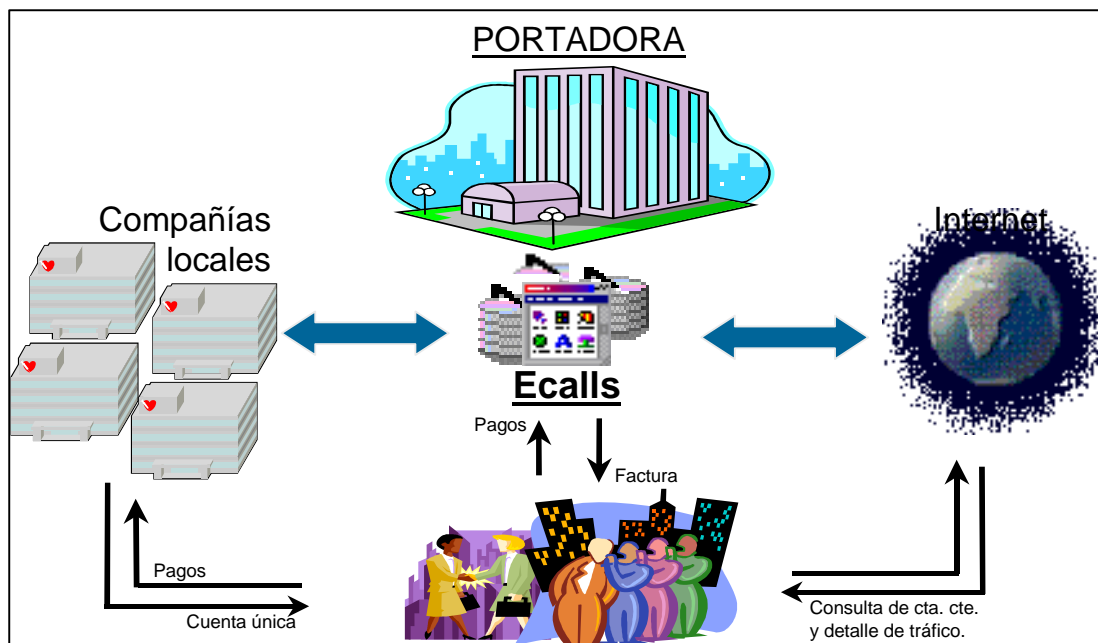 PORTADORA
Compañías
locales
Internet
Ecalls
Pagos
Factura
Pagos
Cuenta única
Consulta de cta. cte.
y detalle de tráfico.